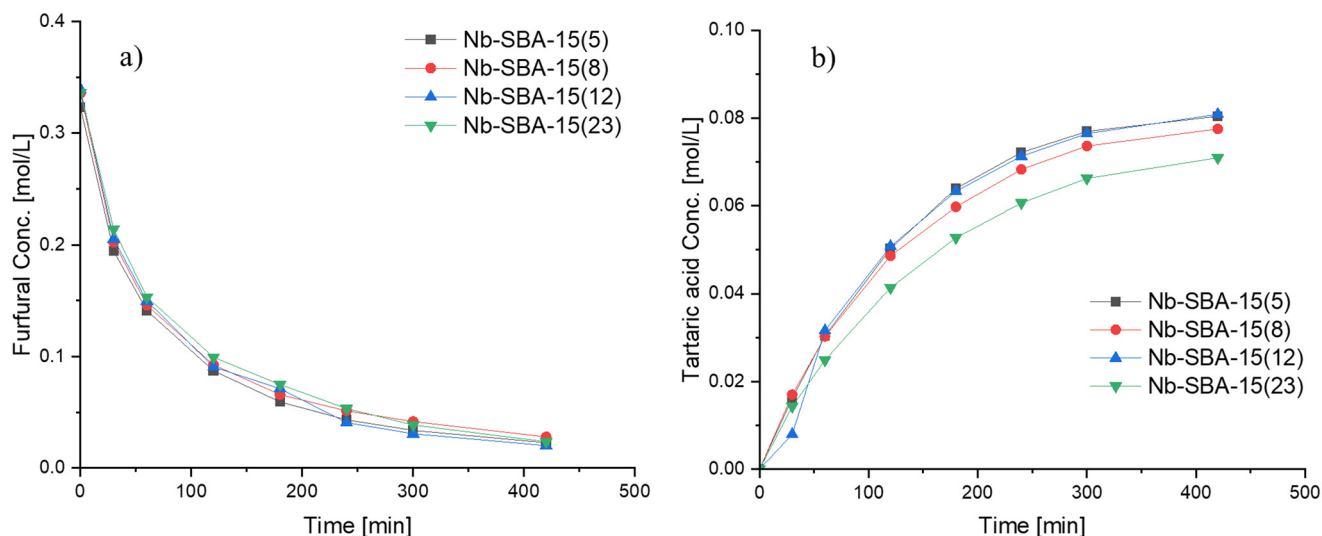 a)
Nb-SBA-15(5)
Nb-SBA-15(8)
Nb-SBA-15(12)
Nb-SBA-15(23)
Furfural Conc. [mol/L]
0.4
0.3
0.2
0.1
0.0
0 100 200 300 400 500
Time [min]
b)
Tartaric acid Conc. [mol/L]
0.10
0.08
0.06
0.04
0.02
0.00
Nb-SBA-15(5)
Nb-SBA-15(8)
Nb-SBA-15(12)
Nb-SBA-15(23)
0 100 200 300 400 500
Time [min]